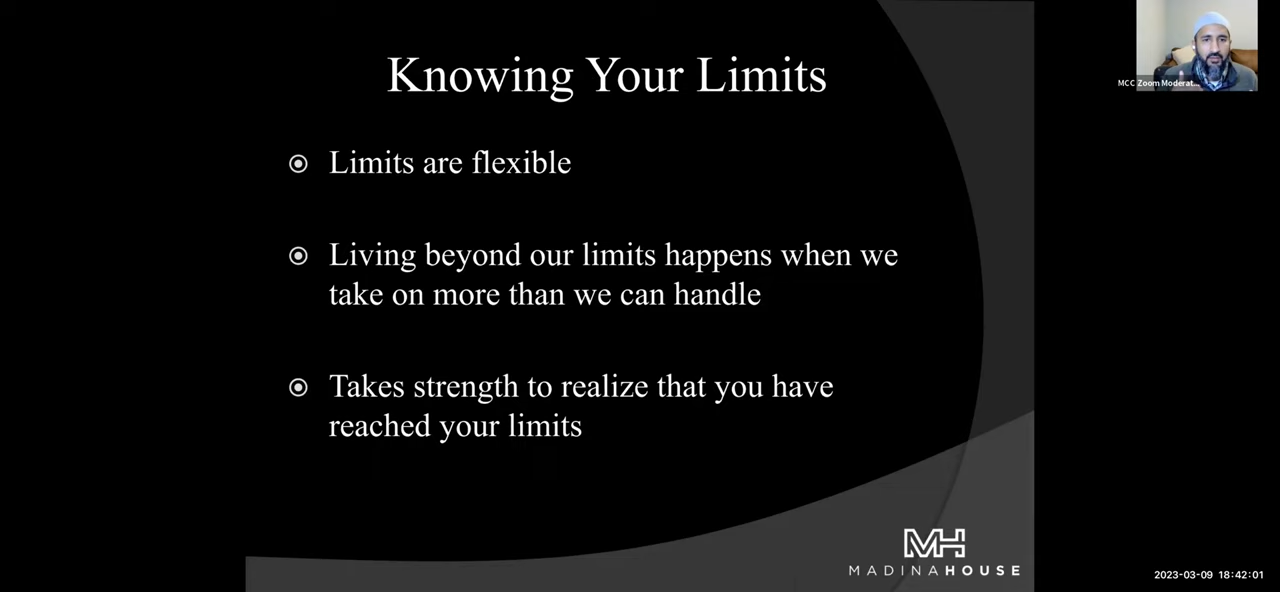 Knowing Your Limits
Limits are flexible
Living beyond our limits happens when we
take on more than we can handle
Takes strength to realize that you have
reached your limits
MH
MADINAHOUSE
MCC Zoom Moderat...
2023-03-09 18:42:01